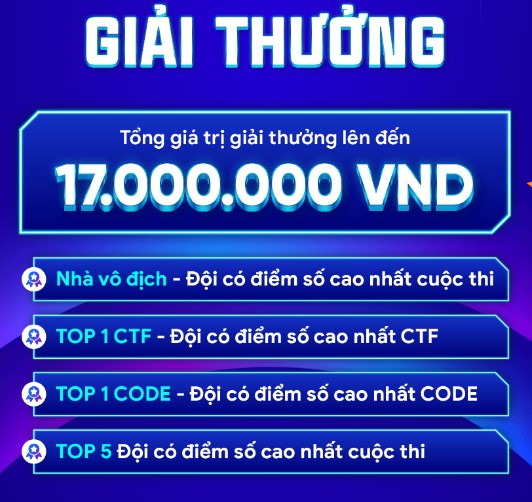 GIẢI THƯỞNG
Tổng giá trị giải thưởng lên đến
17.000.000 VND
Nhà vô địch - Đội có điểm số cao nhất cuộc thi
TOP 1 CTF - Đội có điểm số cao nhất CTF
TOP 1 CODE - Đội có điểm số cao nhất CODE
TOP 5 Đội có điểm số cao nhất cuộc thi